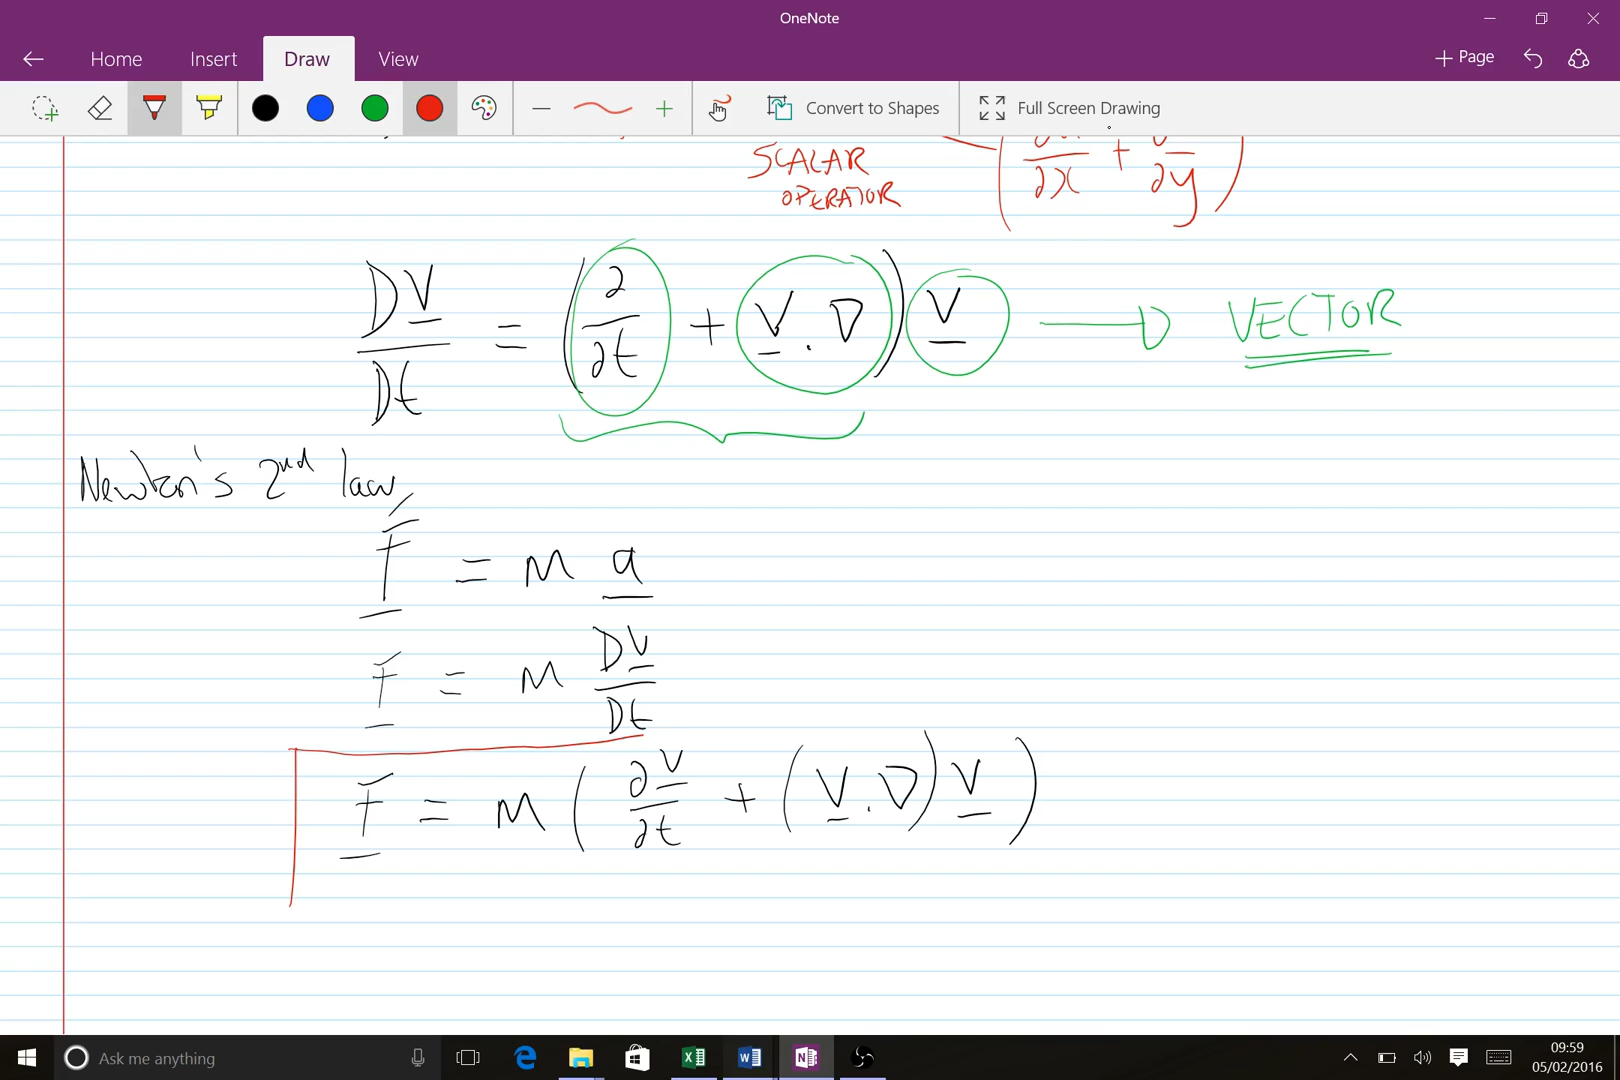 OneNote
Home Insert Draw View + Page
Convert to Shapes Full Screen Drawing
SCALAR
OPERATOR
∂x + ∂y
DV/Dt = (∂/∂t + V . ∇) V → VECTOR
Newton's 2nd law
F = m a
F = m DV/Dt
F = m (∂V/∂t + (V . ∇) V)
Ask me anything
09:59
05/02/2016